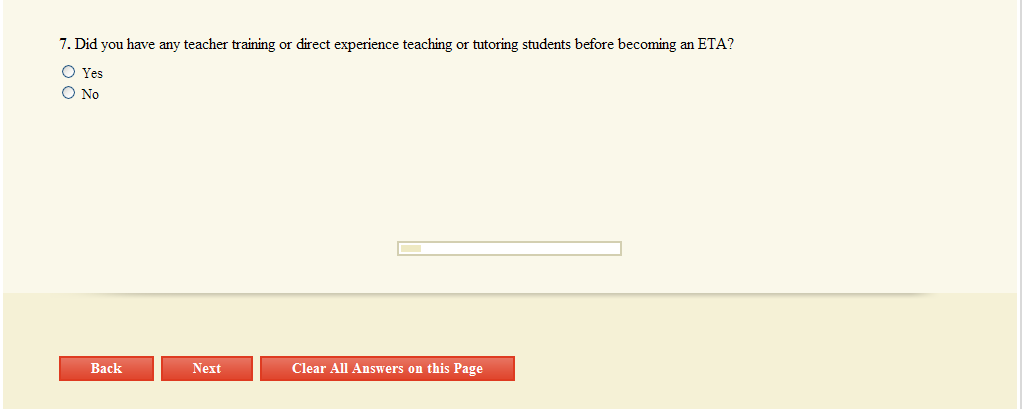 7. Did you have any teacher training or direct experience teaching or tutoring students before becoming an ETA?
Yes
No
Back Next Clear All Answers on this Page